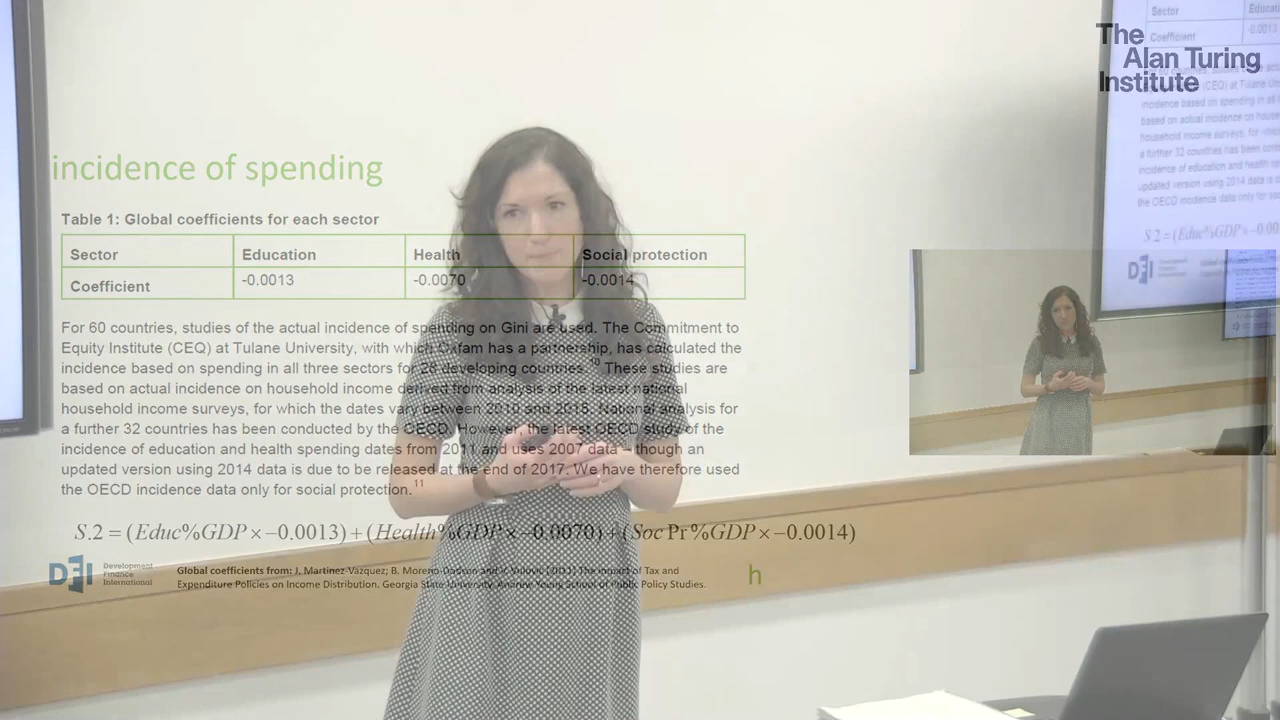 The
Alan Turing
Institute
incidence of spending
Table 1: Global coefficients for each sector
Sector Education Health Social protection
Coefficient -0.0013 -0.0070 -0.0014
For 60 countries, studies of the actual incidence of spending on Gini are used. The Commitment to
Equity Institute (CEQ) at Tulane University, with which Oxfam has a partnership, has calculated the
incidence based on spending in all three sectors for 28 developing countries. These studies are
based on actual incidence on household income derived from analysis of the latest national
household income surveys, for which the dates vary between 2010 and 2015. National analysis for
a further 32 countries has been conducted by the OECD. However, the latest OECD study of the
incidence of education and health spending dates from 2011 and uses 2007 data – though an
updated version using 2014 data is due to be released at the end of 2017. We have therefore used
the OECD incidence data only for social protection.11
S.2 = (Educ%GDP × −0.0013) + (Health%GDP × −0.0070) + (Soc Pr%GDP × −0.0014)
DFI Development
Finance
International
Global coefficients from: J, Martinez-Vazquez; B. Moreno-Dodson The Impact of Tax and
Expenditure Policies on Income Distribution. Georgia State University, Andrew Young School of Public Policy Studies.
h
Sector
Coefficient -0.0013